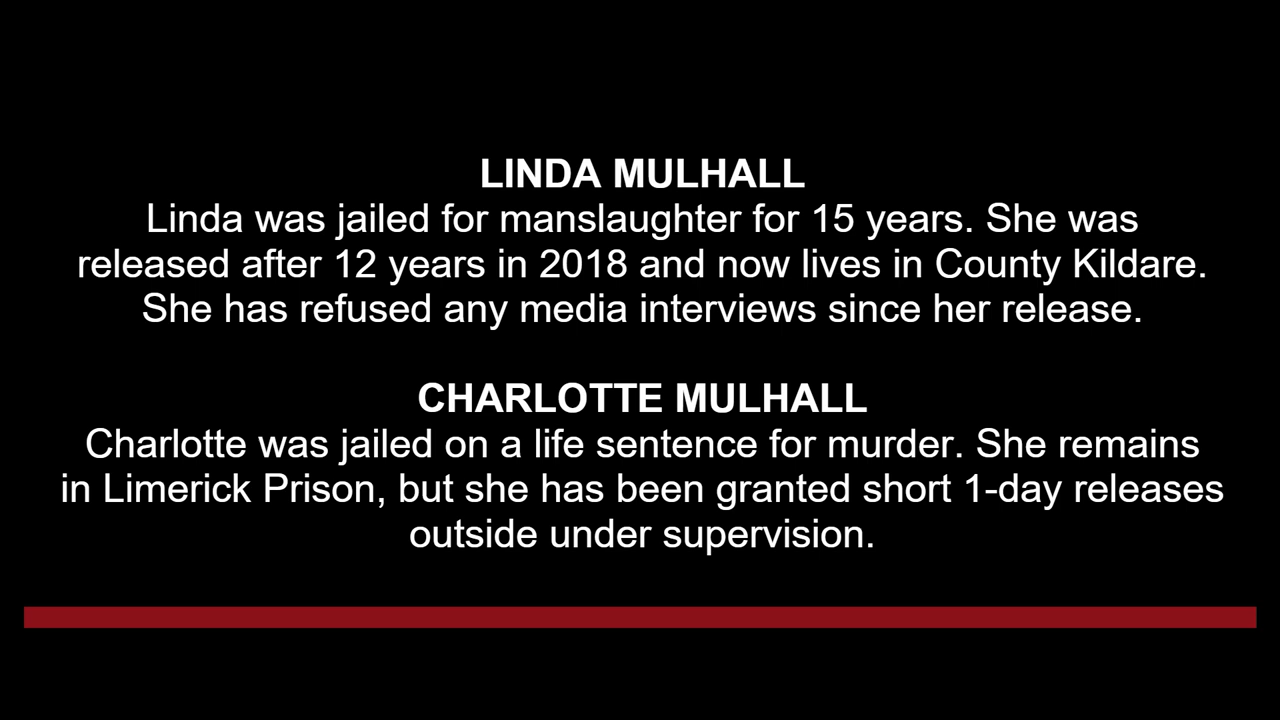 LINDA MULHALL
Linda was jailed for manslaughter for 15 years. She was
released after 12 years in 2018 and now lives in County Kildare.
She has refused any media interviews since her release.
CHARLOTTE MULHALL
Charlotte was jailed on a life sentence for murder. She remains
in Limerick Prison, but she has been granted short 1-day releases
outside under supervision.